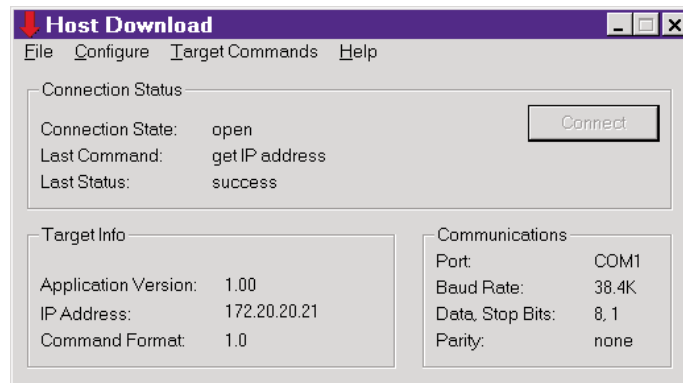 Host Download
File Configure Target Commands Help
Connection Status
Connect
Connection State: open
Last Command: get IP address
Last Status: success
Target Info
Application Version: 1.00
IP Address: 172.20.20.21
Command Format: 1.0
Communications
Port: COM1
Baud Rate: 38.4K
Data, Stop Bits: 8, 1
Parity: none